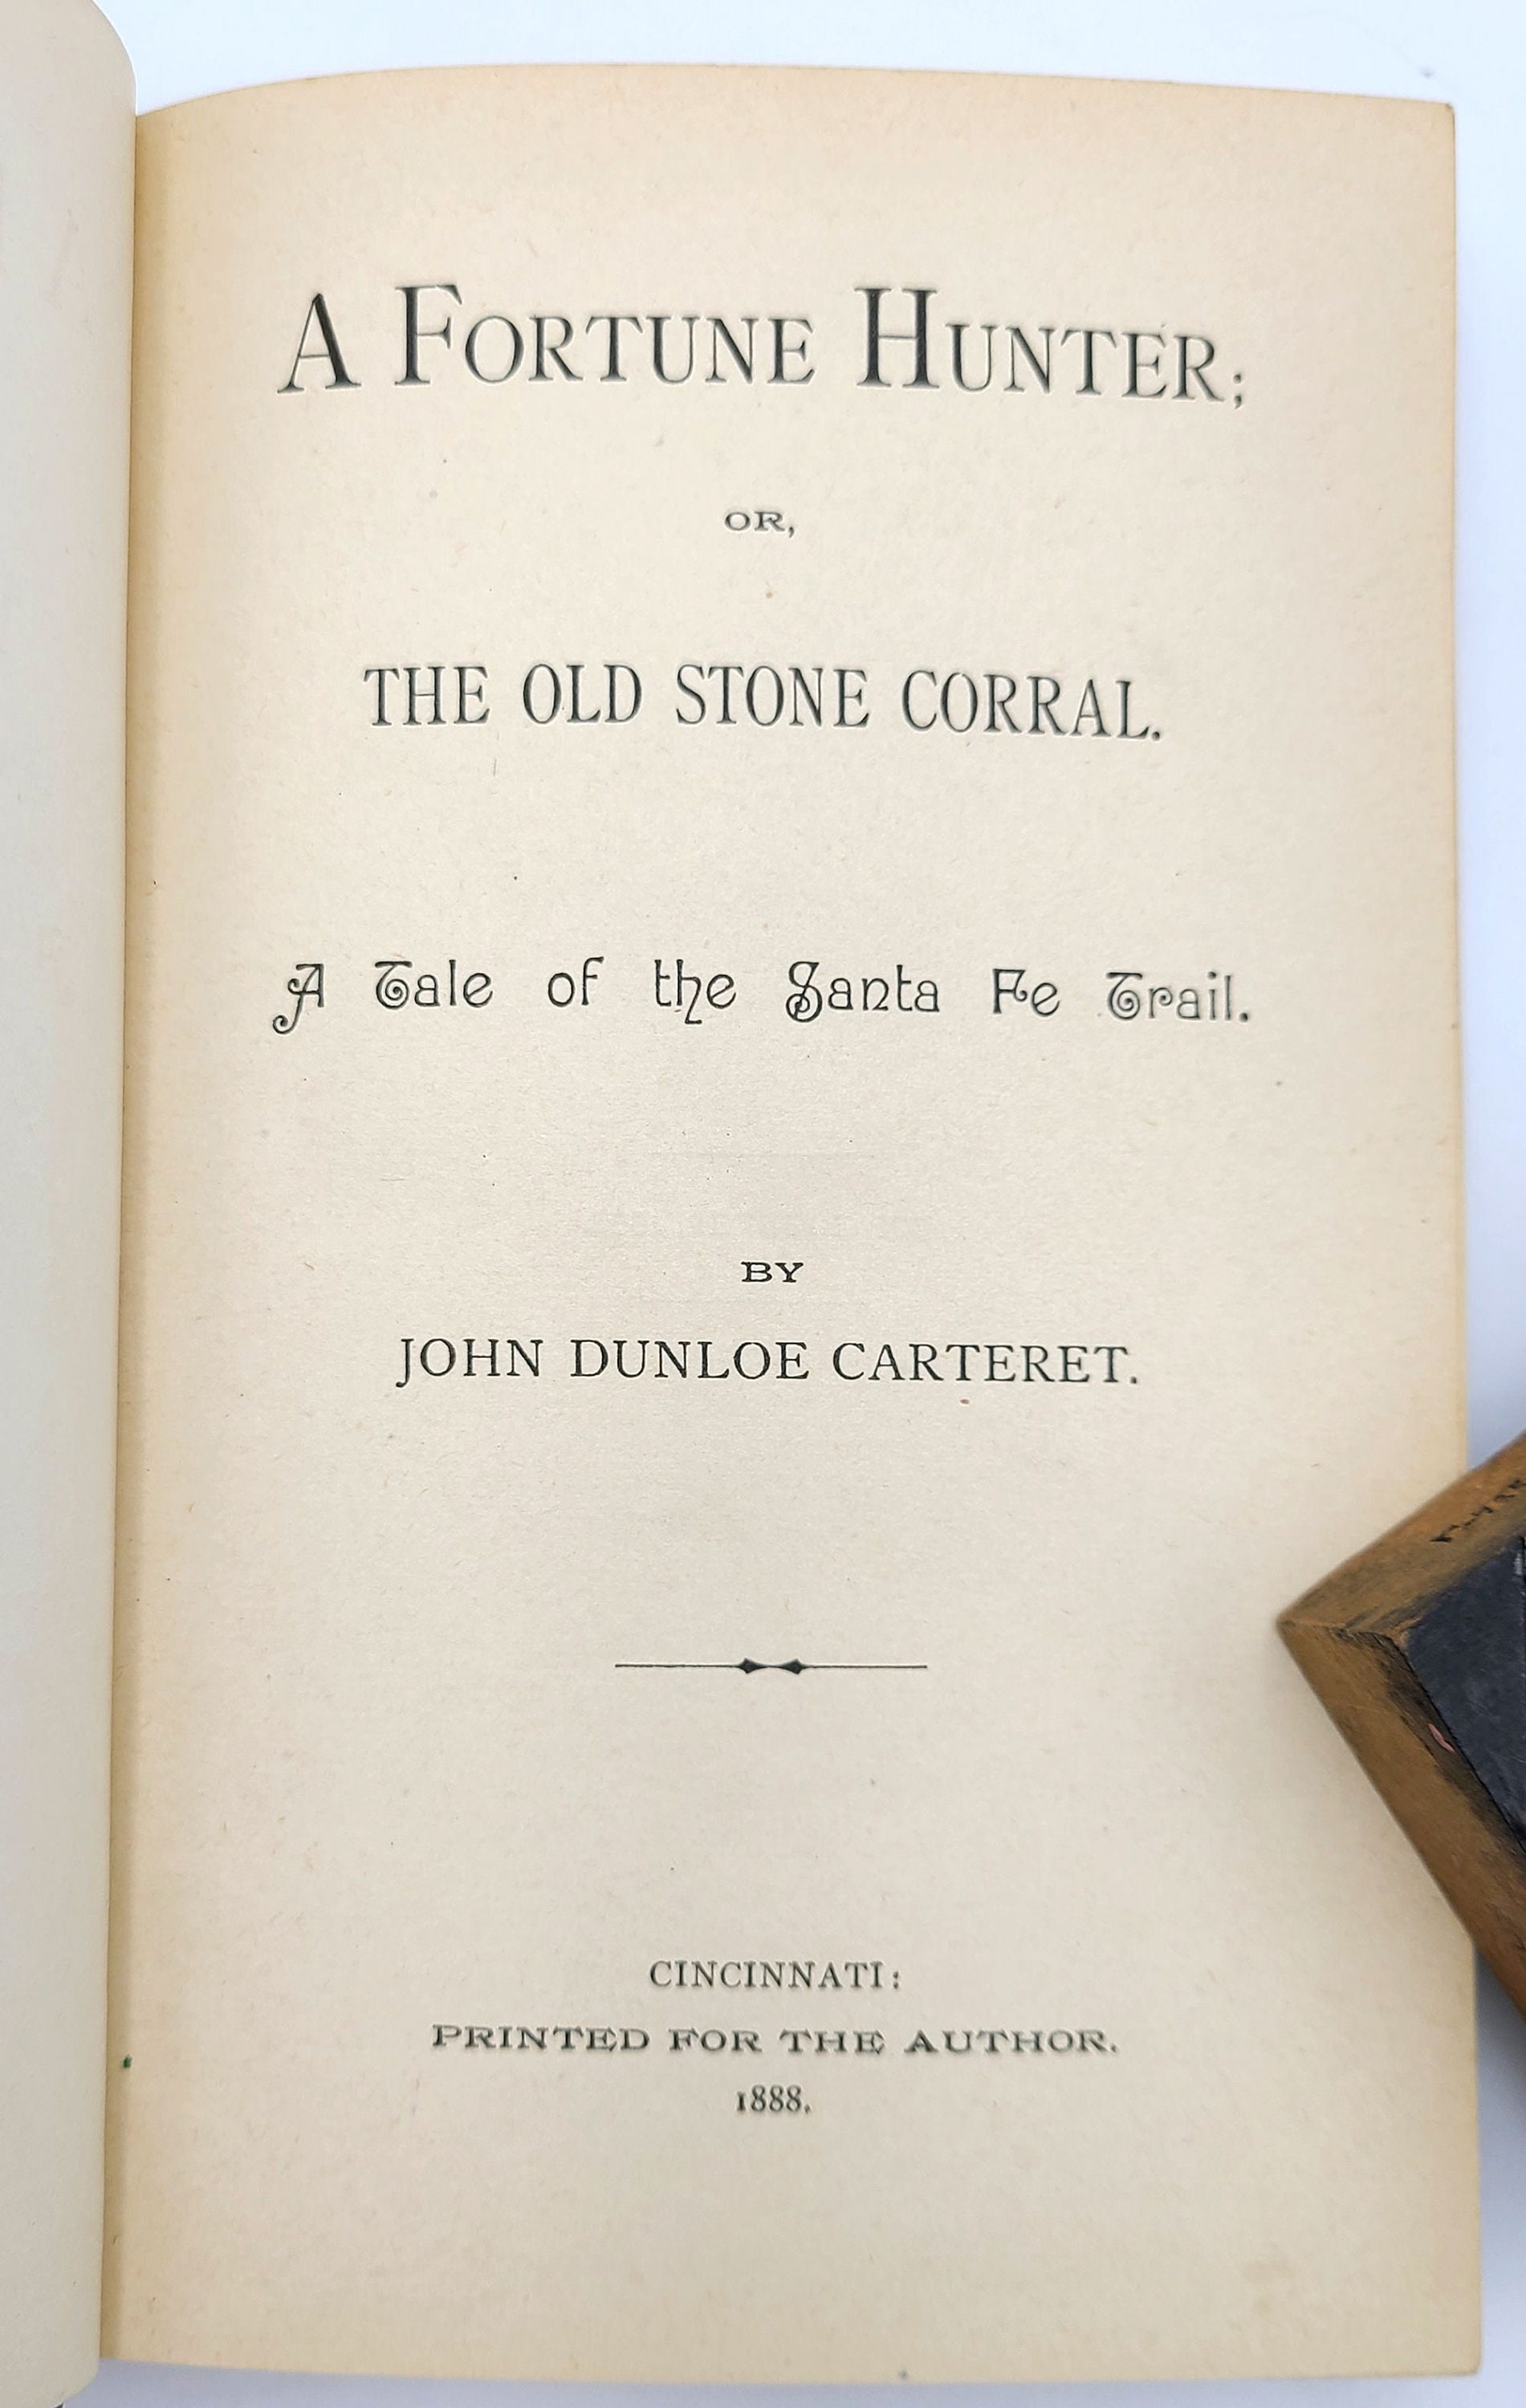 A FORTUNE HUNTER;
OR,
THE OLD STONE CORRAL.
A Tale of the Santa Fe Trail.
BY
JOHN DUNLOE CARTERET.
CINCINNATI:
PRINTED FOR THE AUTHOR.
1888.